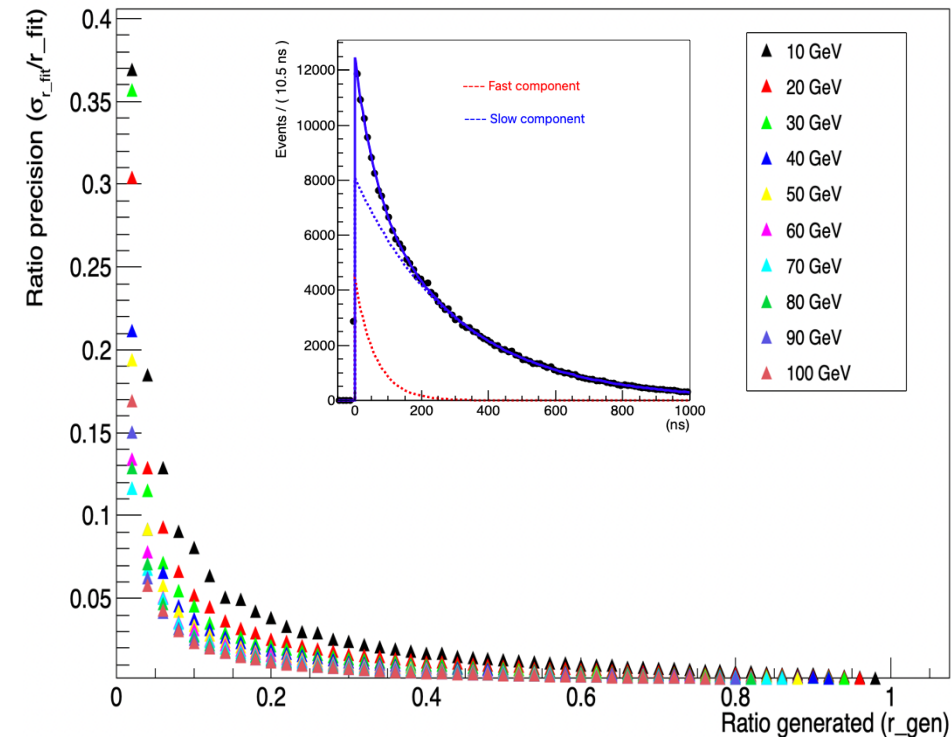 Ratio precision (σ_r_fit/r_fit)
0.4
0.35
0.3
0.25
0.2
0.15
0.1
0.05
0
0.2
0.4
0.6
0.8
1
Ratio generated (r_gen)
Events / ( 10.5 ns )
12000
10000
8000
6000
4000
2000
0
0
200
400
600
800
1000
(ns)
Fast component
Slow component
10 GeV
20 GeV
30 GeV
40 GeV
50 GeV
60 GeV
70 GeV
80 GeV
90 GeV
100 GeV